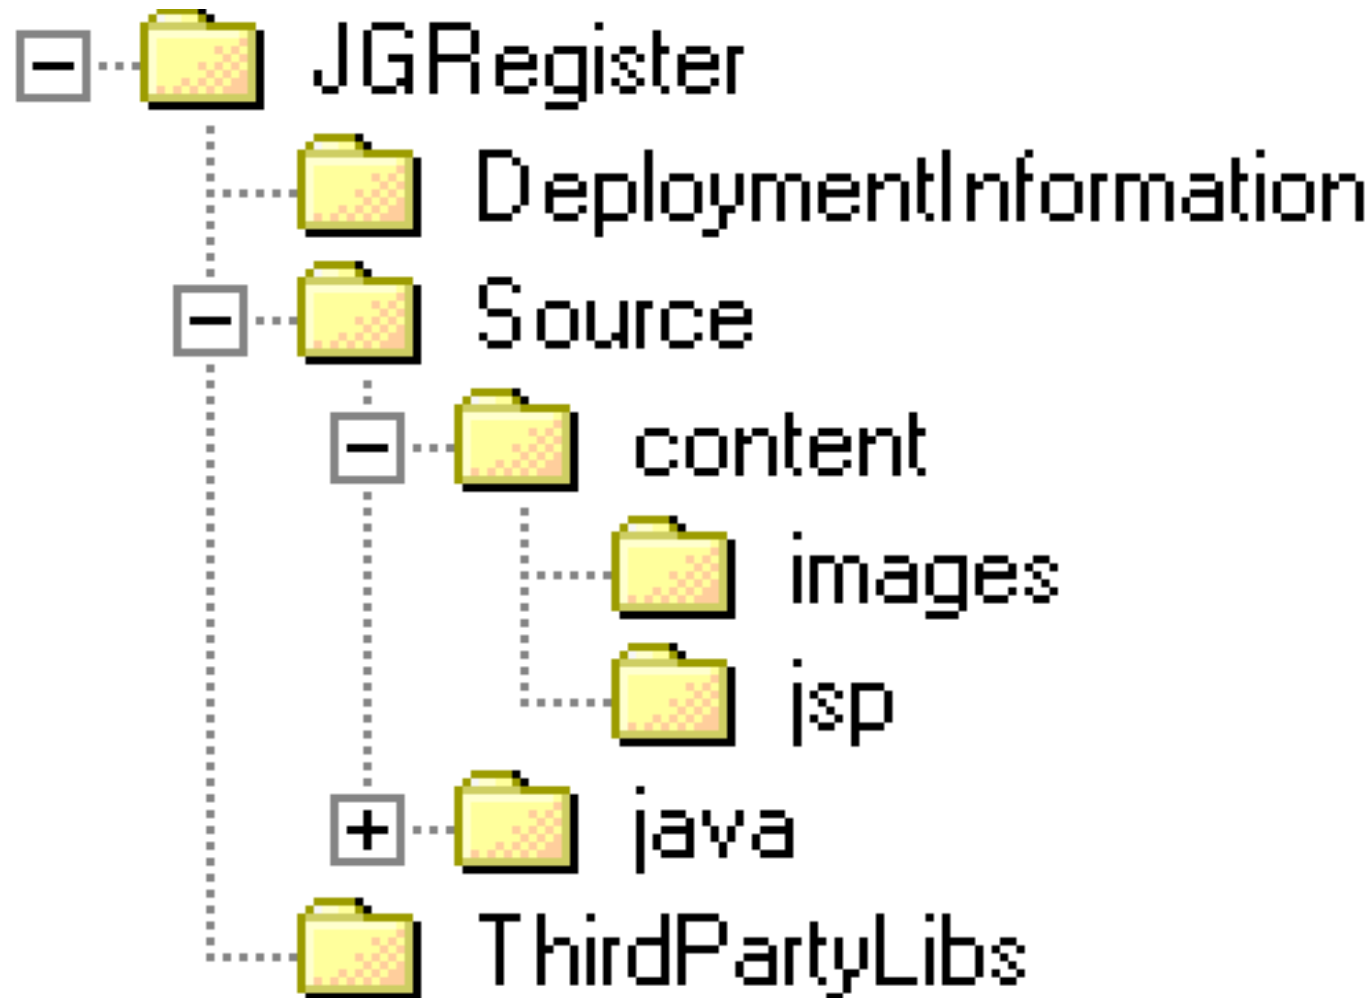 JGRegister
DeploymentInformation
Source
content
images
jsp
java
ThirdPartyLibs